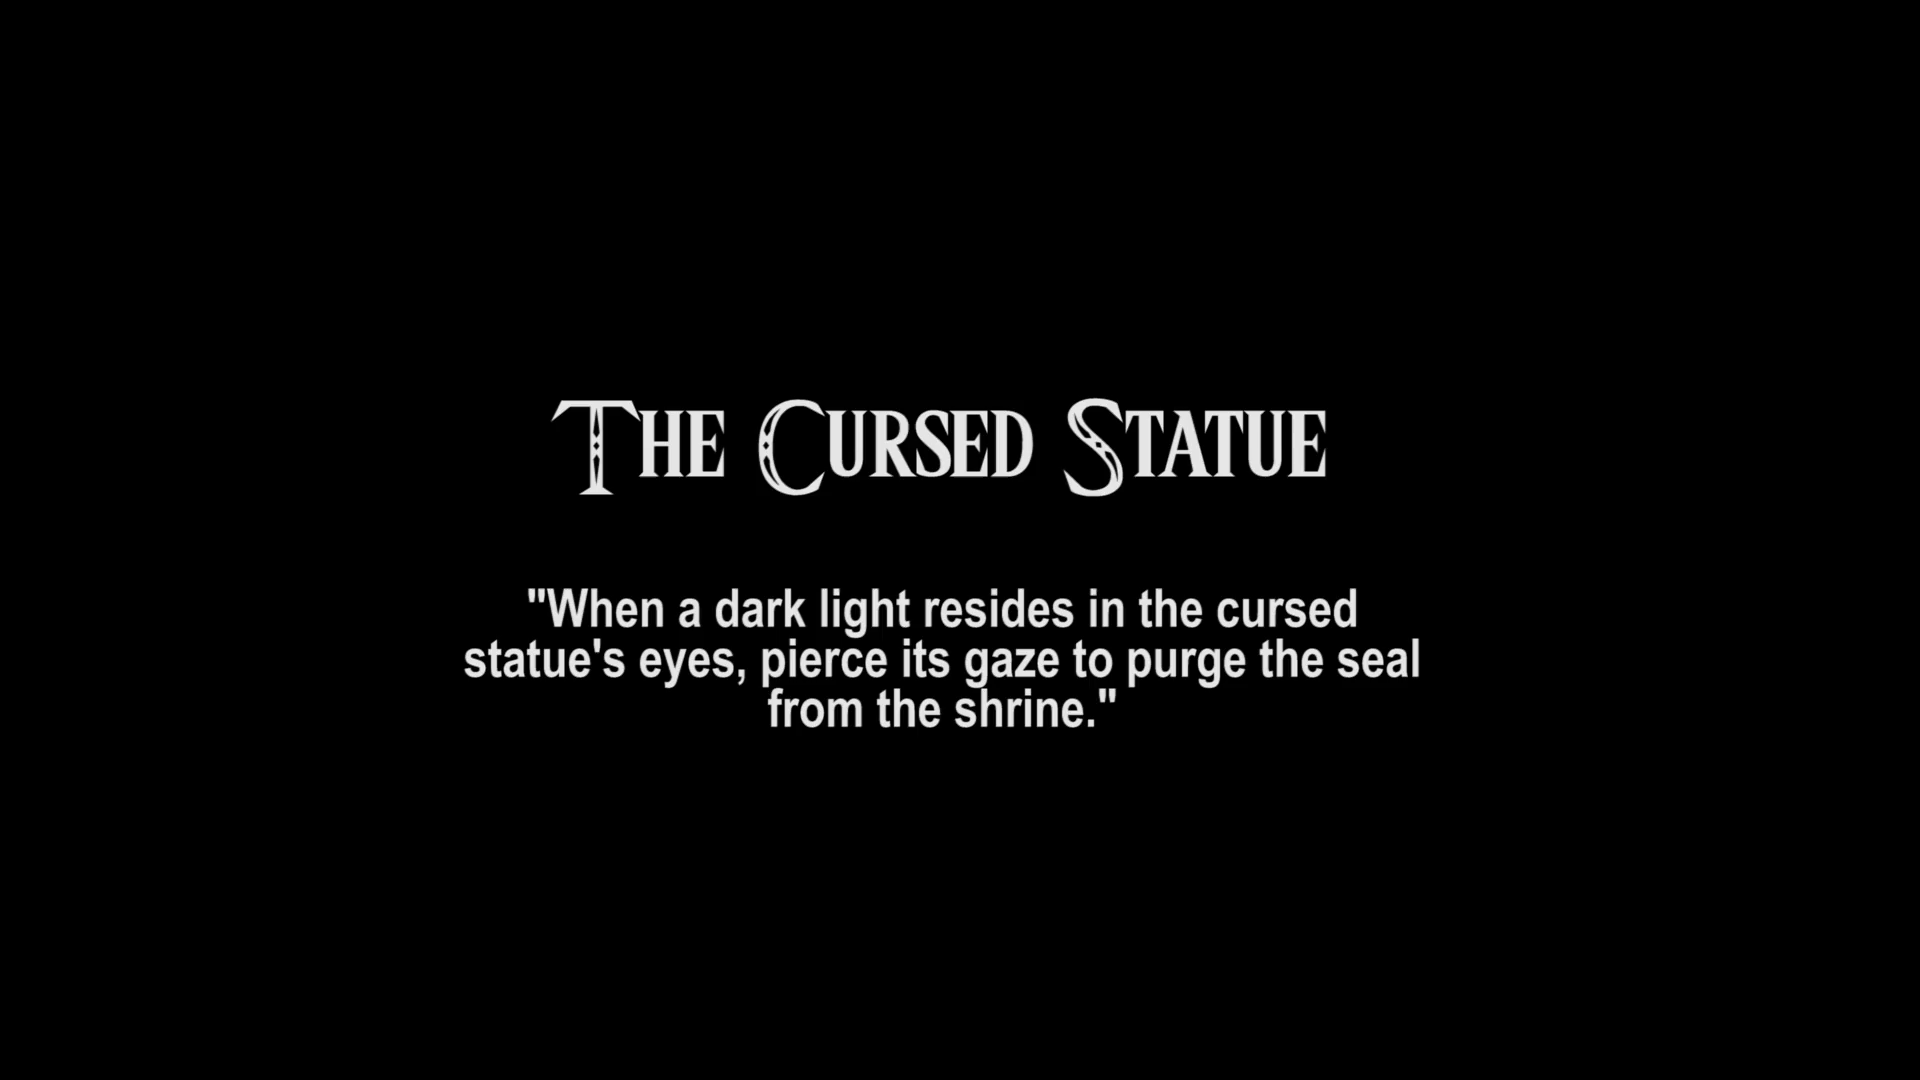 The Cursed Statue
"When a dark light resides in the cursed
statue's eyes, pierce its gaze to purge the seal
from the shrine."